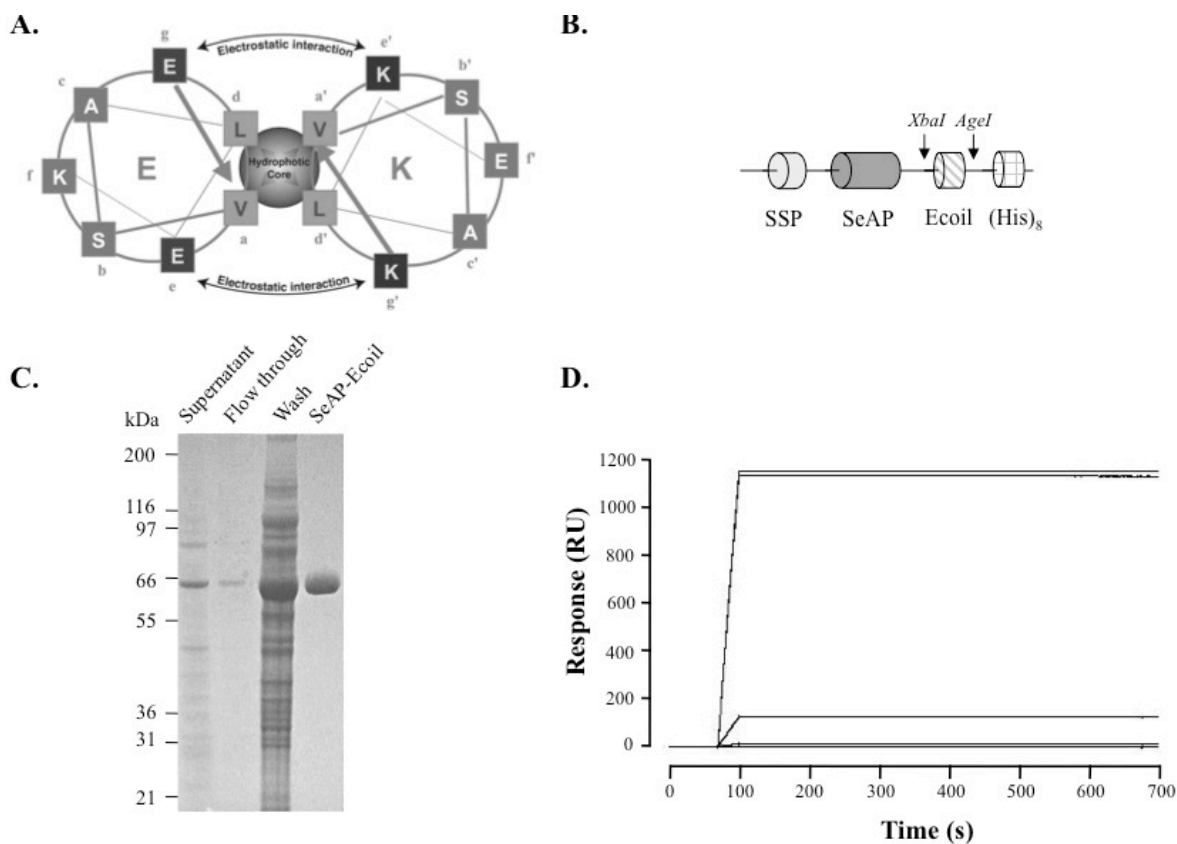 A.
g
Electrostatic interaction
e'
E
K
c
d
a'
b'
A
L
V
S
f
K
E
Hydrophotic
Core
K
E
f'
S
V
L
A
b
a
d'
c'
E
K
e
Electrostatic interaction
g'
B.
XbaI AgeI
SSP SeAP Ecoil (His)8
C.
kDa
Supernatant
Flow through
Wash
SeAP-Ecoil
200
116
97
66
55
36
31
21
D.
Response (RU)
1200
1000
800
600
400
200
0
0 100 200 300 400 500 600 700
Time (s)